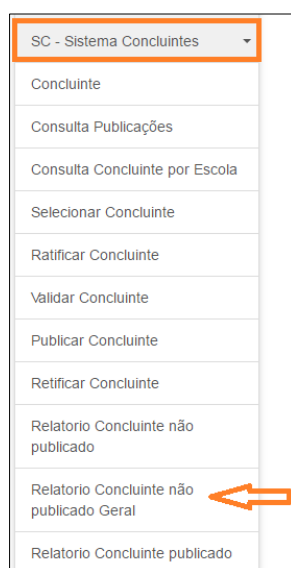 SC - Sistema Concluintes
Concluinte
Consulta Publicações
Consulta Concluinte por Escola
Selecionar Concluinte
Ratificar Concluinte
Validar Concluinte
Publicar Concluinte
Retificar Concluinte
Relatorio Concluinte não
publicado
Relatorio Concluinte não
publicado Geral
Relatorio Concluinte publicado